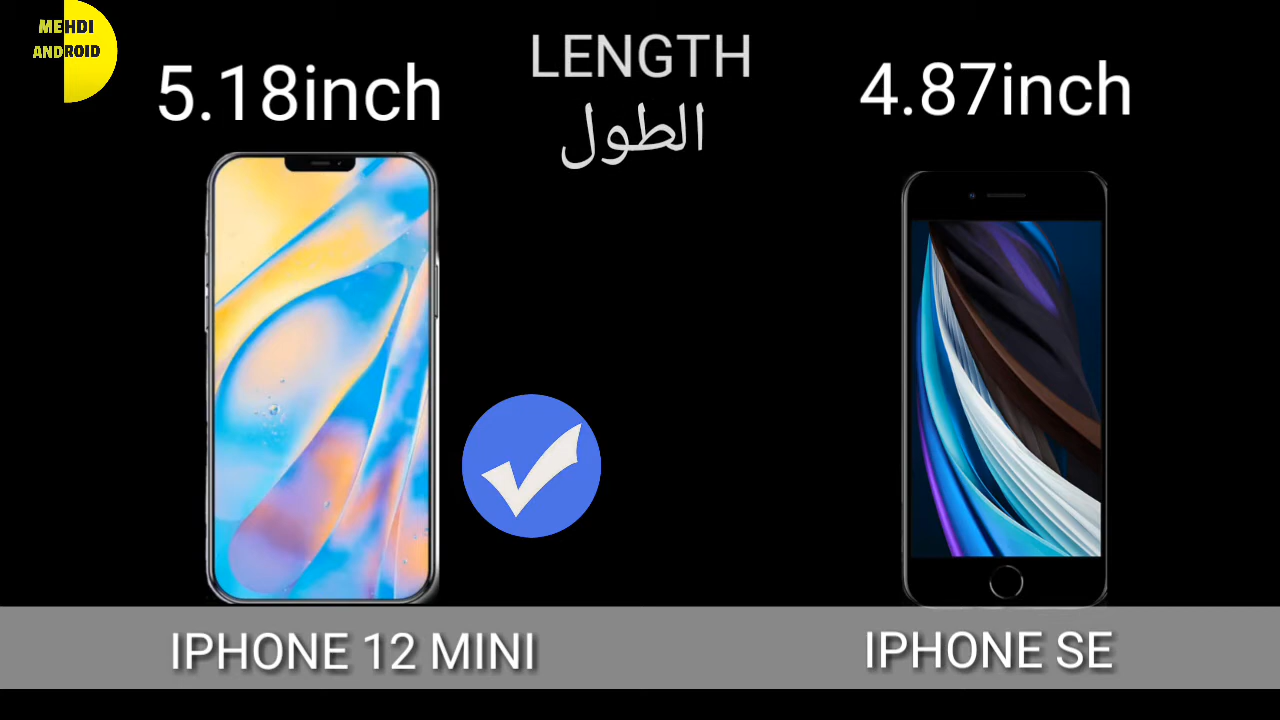 MEHDI
ANDROID
LENGTH
الطول
5.18inch
4.87inch
IPHONE 12 MINI
IPHONE SE